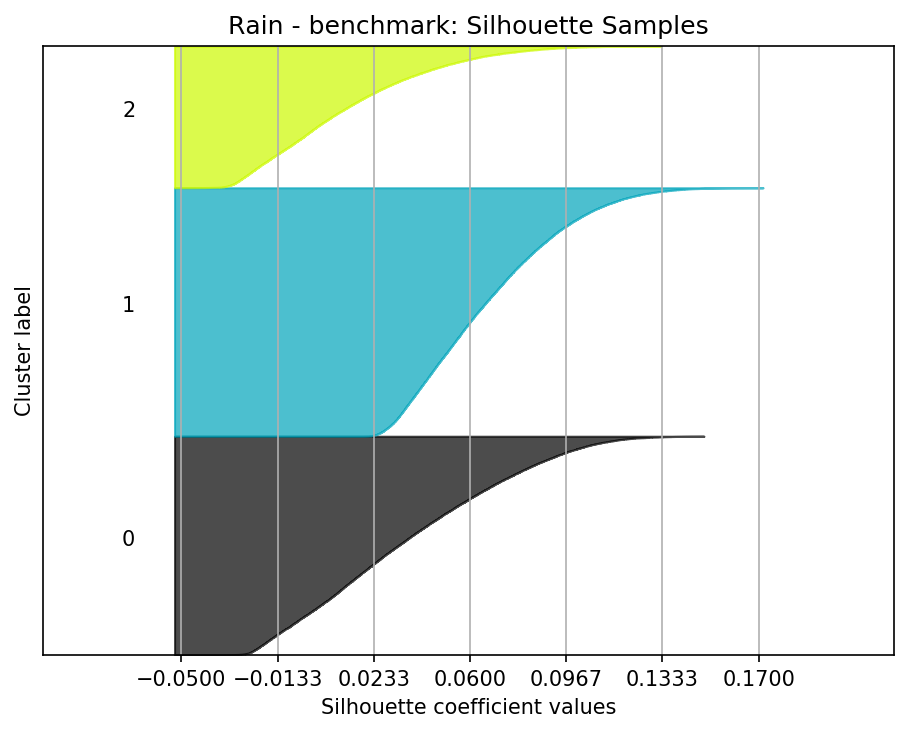 Rain - benchmark: Silhouette Samples
2
1
0
Cluster label
−0.0500 −0.0133 0.0233 0.0600 0.0967 0.1333 0.1700
Silhouette coefficient values